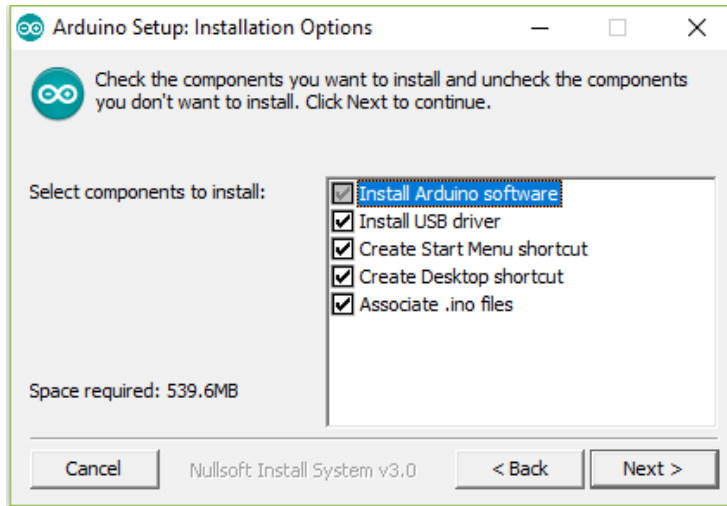 Arduino Setup: Installation Options
Check the components you want to install and uncheck the components
you don't want to install. Click Next to continue.
Select components to install:
Install Arduino software
Install USB driver
Create Start Menu shortcut
Create Desktop shortcut
Associate .ino files
Space required: 539.6MB
Cancel
Nullsoft Install System v3.0
< Back
Next >